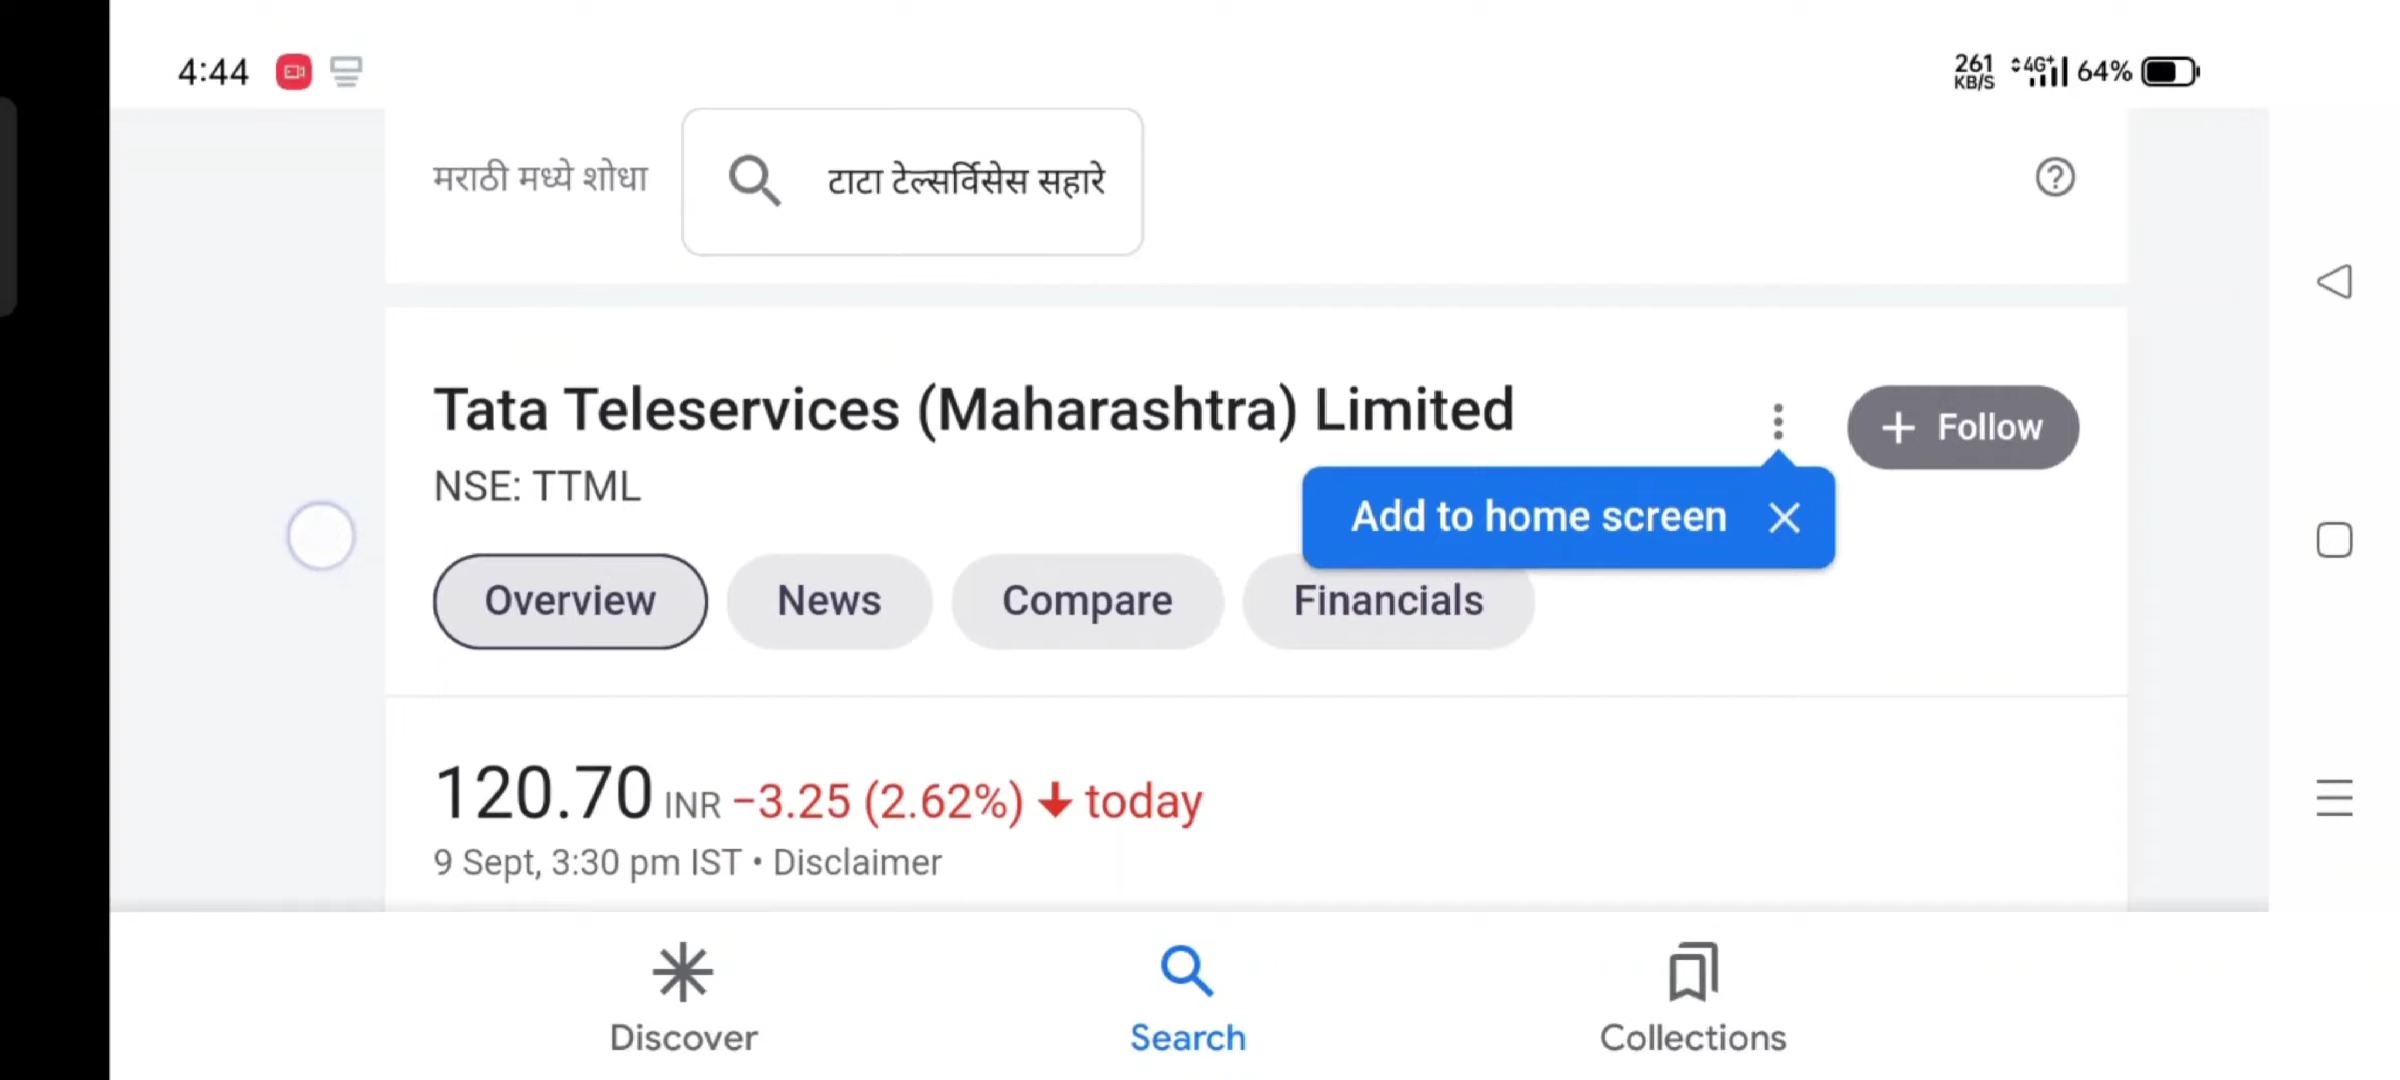 4:44
261 KB/S 4G+ 64%
मराठी मध्ये शोधा
टाटा टेल्सर्विसेस सहारे
Tata Teleservices (Maharashtra) Limited
+ Follow
NSE: TTML
Add to home screen
Overview
News
Compare
Financials
120.70 INR −3.25 (2.62%) ↓ today
9 Sept, 3:30 pm IST • Disclaimer
Discover
Search
Collections